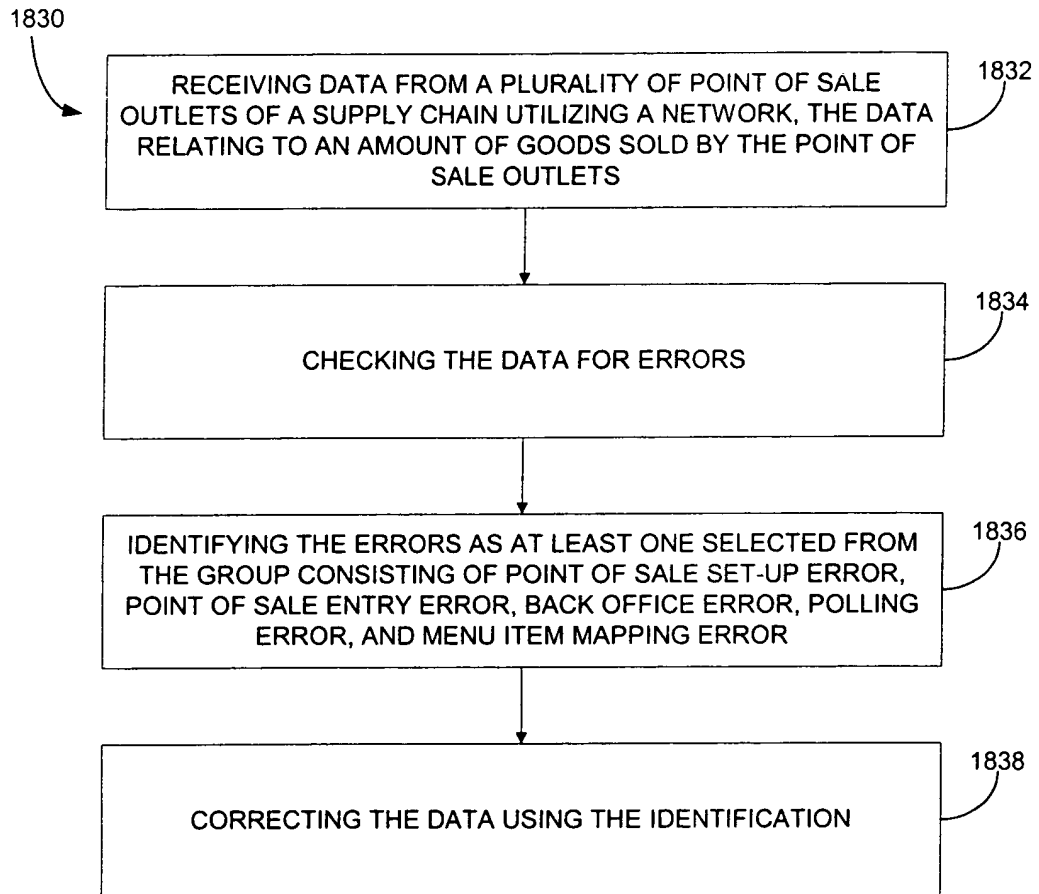 1830
RECEIVING DATA FROM A PLURALITY OF POINT OF SALE
OUTLETS OF A SUPPLY CHAIN UTILIZING A NETWORK, THE DATA
RELATING TO AN AMOUNT OF GOODS SOLD BY THE POINT OF
SALE OUTLETS
1832
CHECKING THE DATA FOR ERRORS
1834
IDENTIFYING THE ERRORS AS AT LEAST ONE SELECTED FROM
THE GROUP CONSISTING OF POINT OF SALE SET-UP ERROR,
POINT OF SALE ENTRY ERROR, BACK OFFICE ERROR, POLLING
ERROR, AND MENU ITEM MAPPING ERROR
1836
CORRECTING THE DATA USING THE IDENTIFICATION
1838